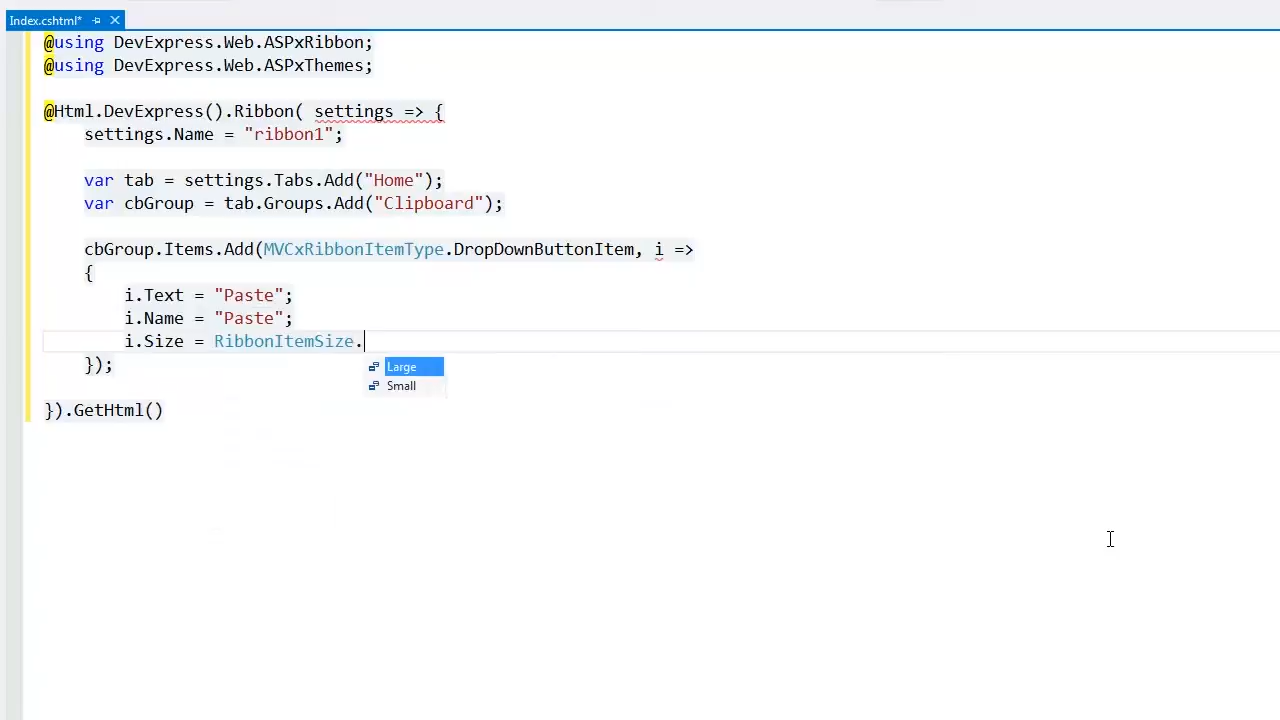 Index.cshtml*
@using DevExpress.Web.ASPxRibbon;
@using DevExpress.Web.ASPxThemes;
@Html.DevExpress().Ribbon( settings => {
settings.Name = "ribbon1";
var tab = settings.Tabs.Add("Home");
var cbGroup = tab.Groups.Add("Clipboard");
cbGroup.Items.Add(MVCxRibbonItemType.DropDownButtonItem, i =>
{
i.Text = "Paste";
i.Name = "Paste";
i.Size = RibbonItemSize.
});
Large
Small
}).GetHtml()